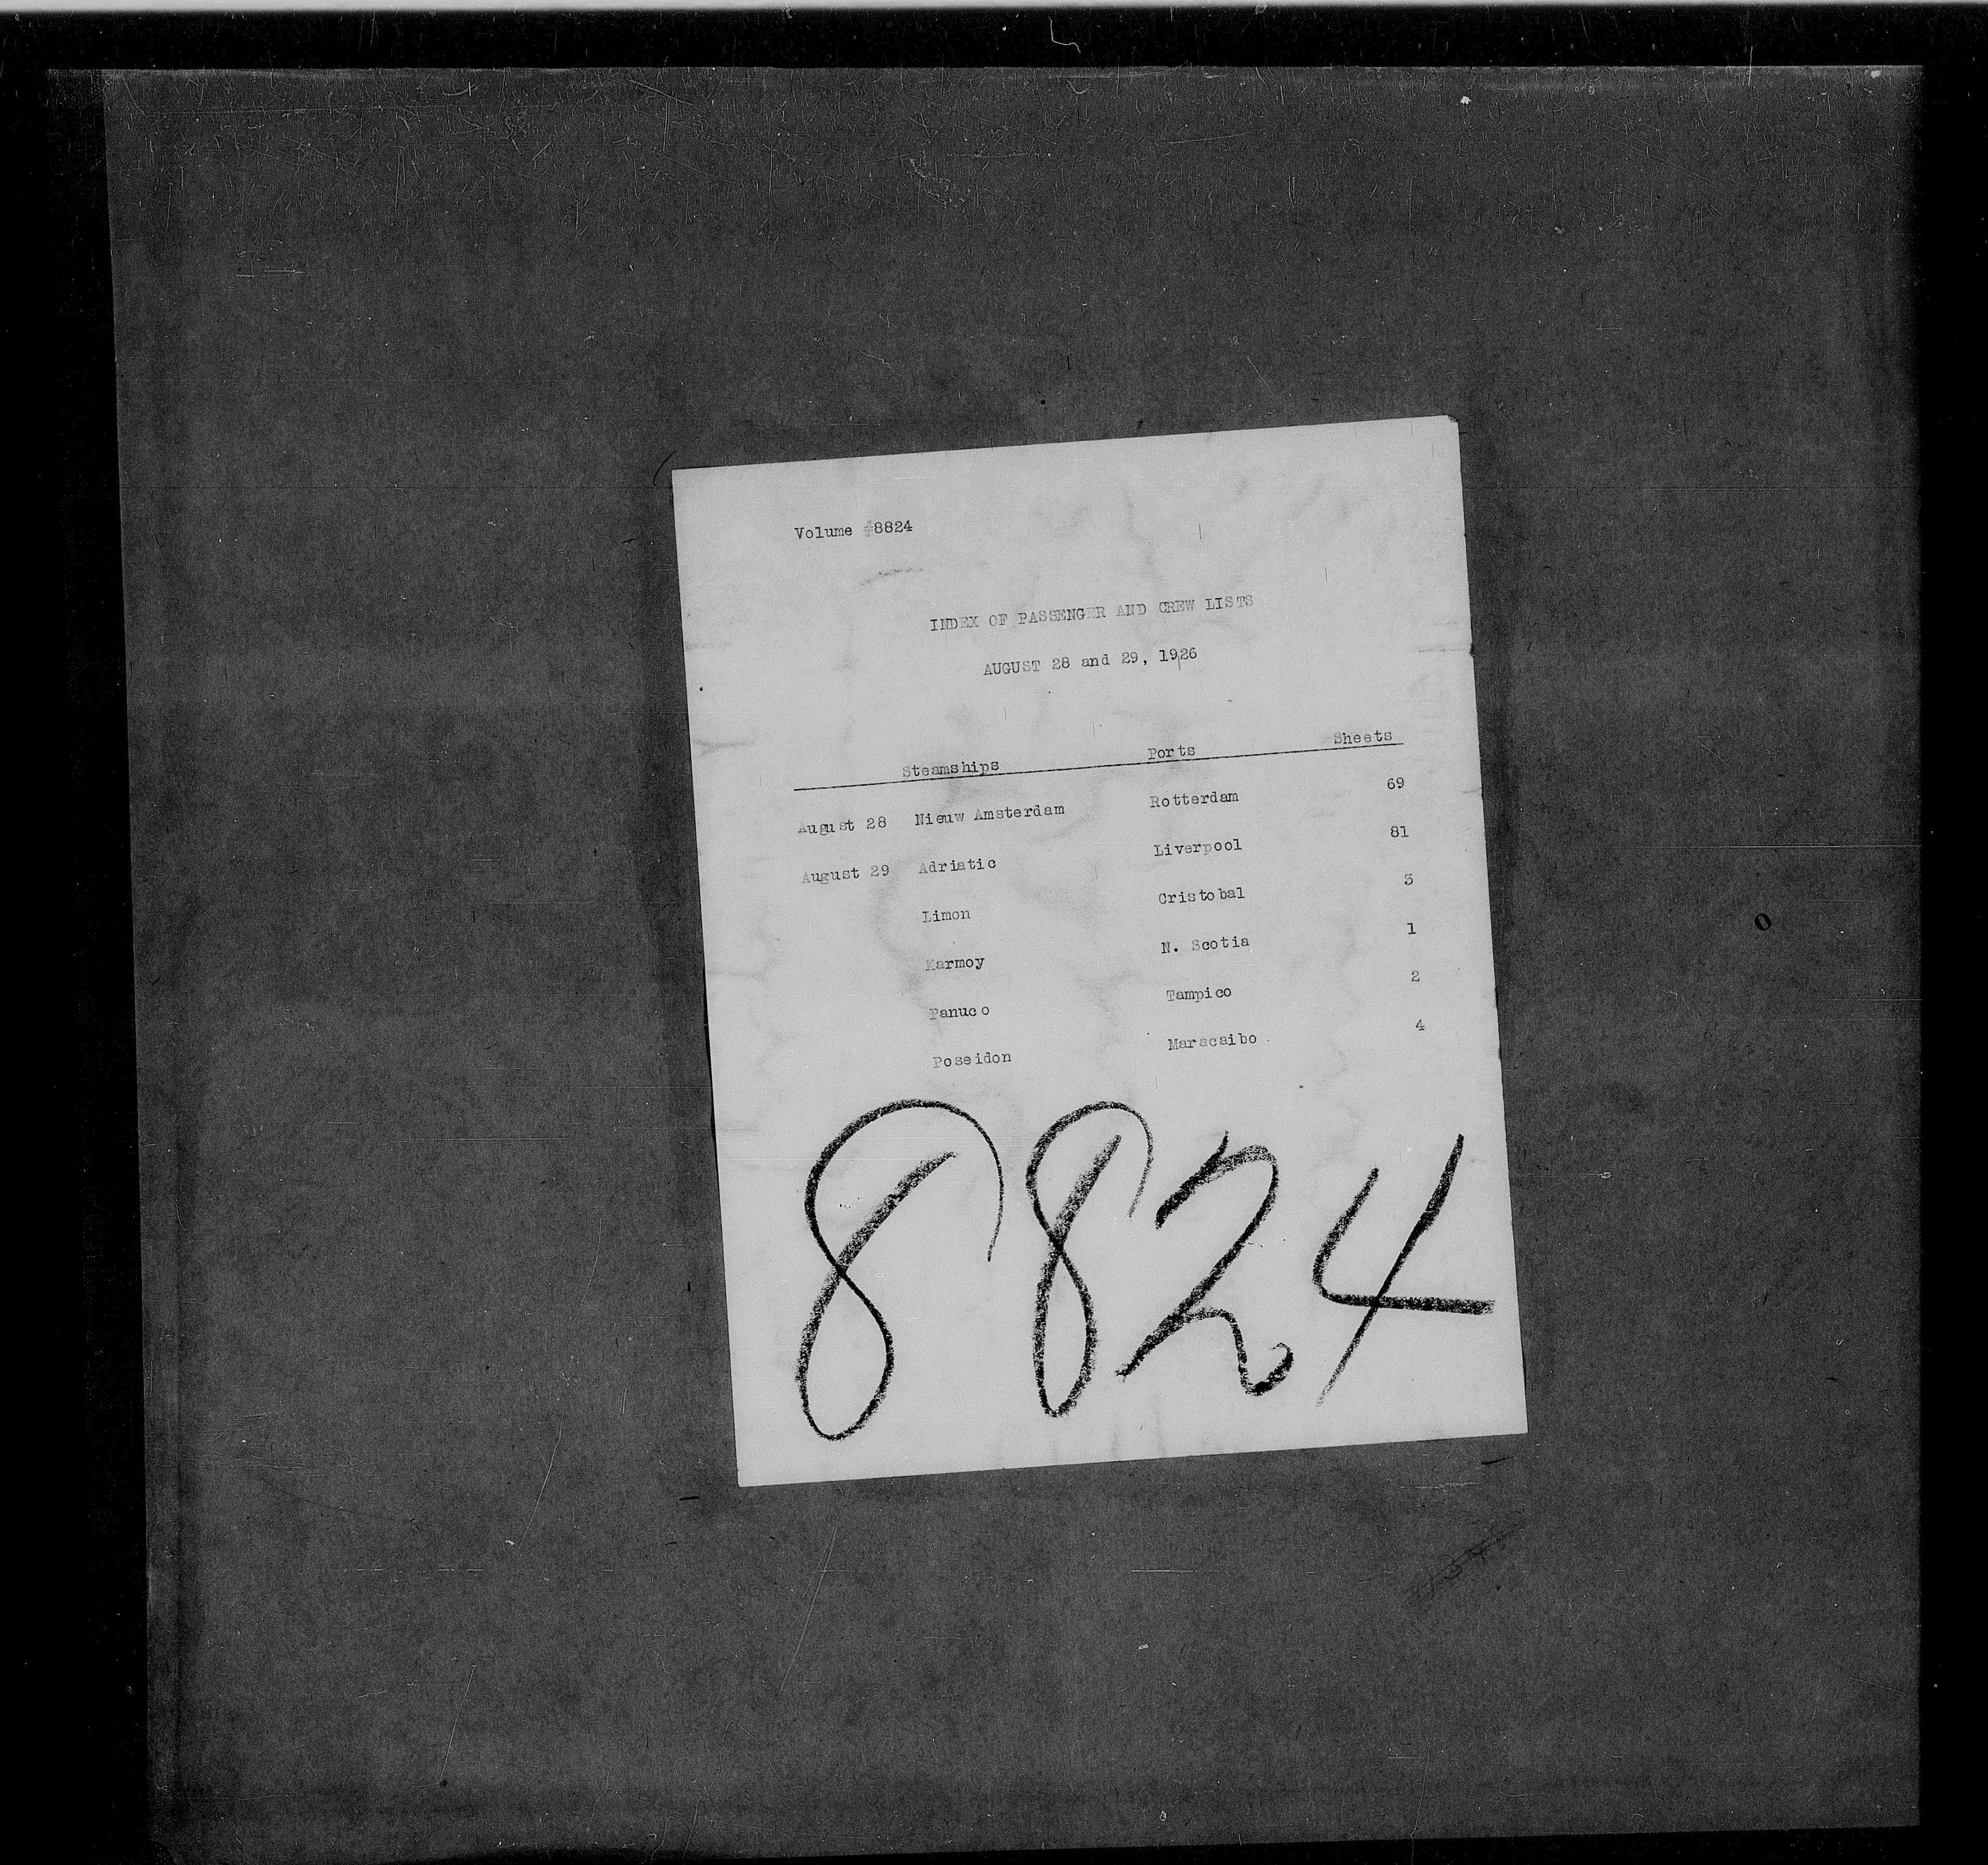 Volume #8824
INDEX OF PASSENGER AND CREW LISTS
AUGUST 28 and 29, 1926
Steamships Ports Sheets
August 28 Nieuw Amsterdam Rotterdam 69
August 29 Adriatic Liverpool 81
Limon Cristobal 3
Karmoy N. Scotia 1
Panuco Tampico 2
Poseidon Maracaibo 4
8824